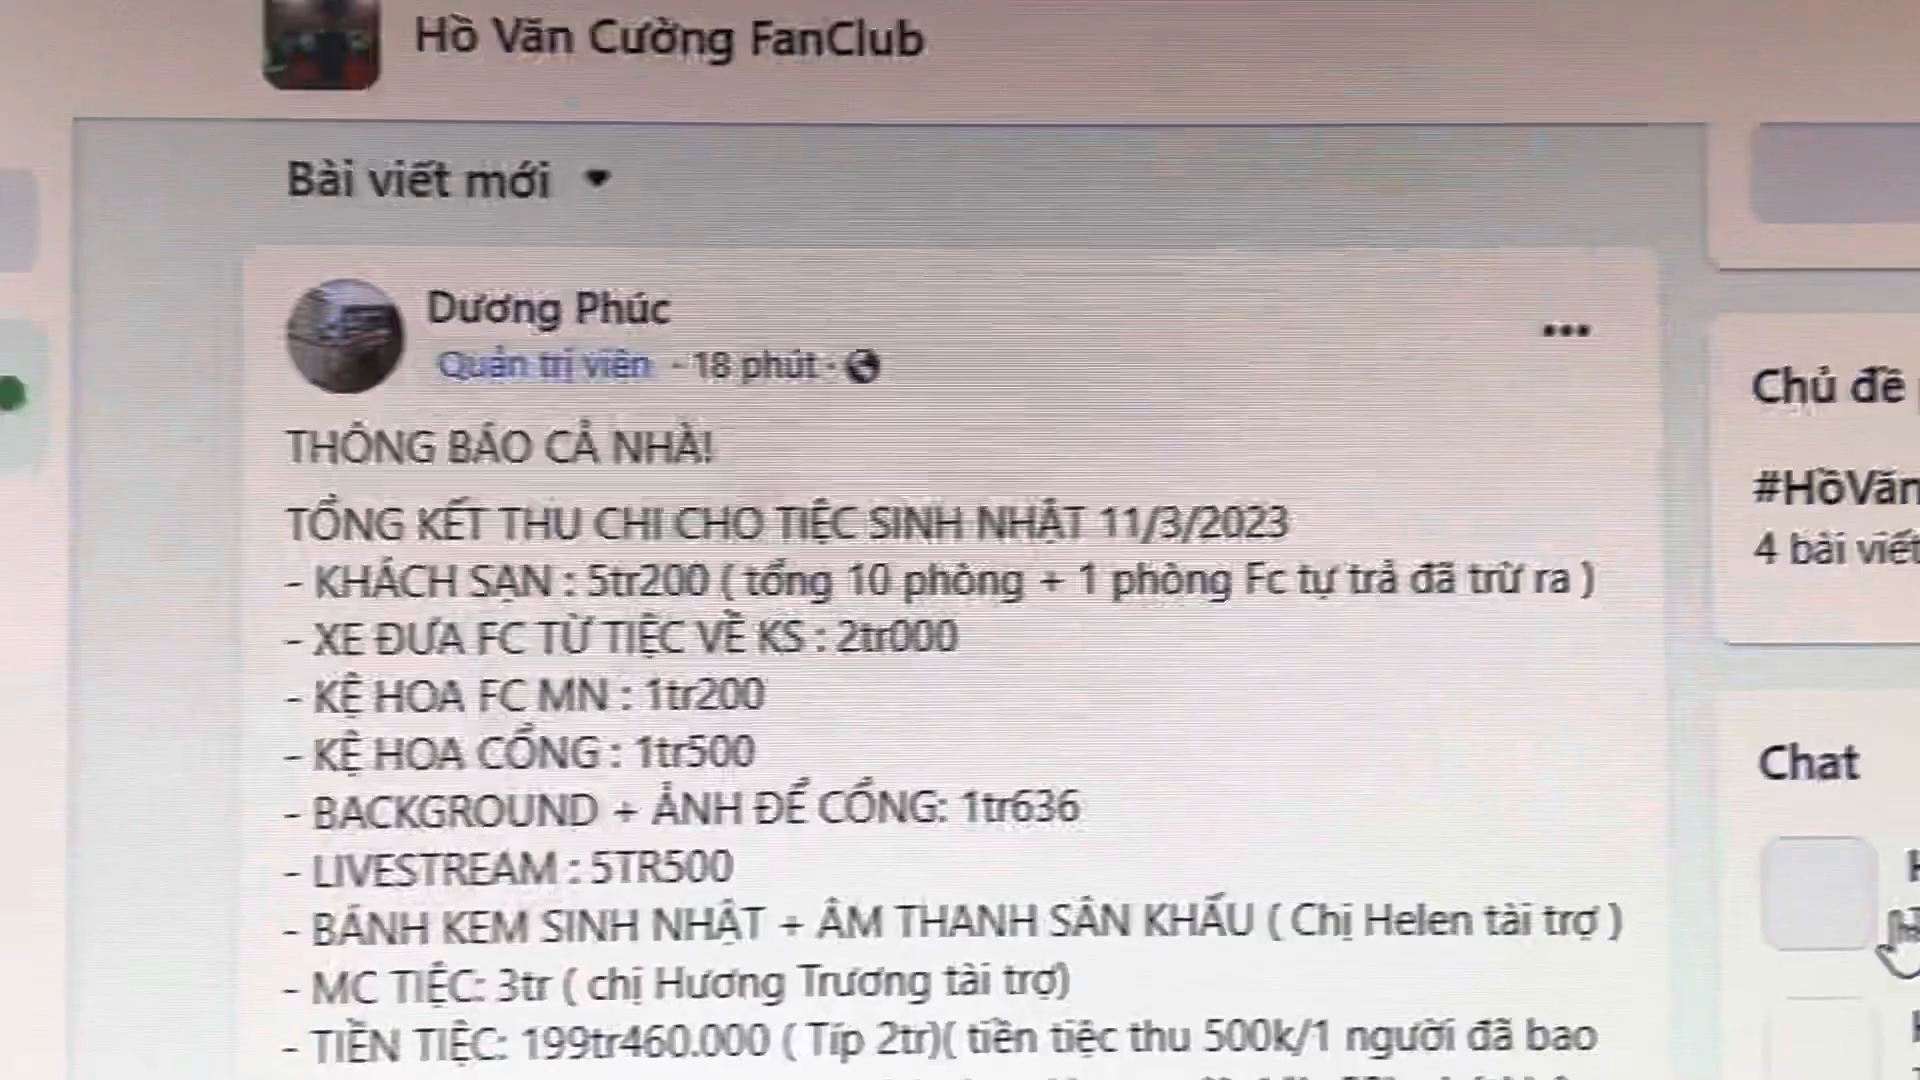 Hồ Văn Cường FanClub
Bài viết mới
Dương Phúc
Quản trị viên · 18 phút ·
THÔNG BÁO CẢ NHÀ!
TỔNG KẾT THU CHI CHO TIỆC SINH NHẬT 11/3/2023
- KHÁCH SẠN : 5tr200 ( tổng 10 phòng + 1 phòng Fc tự trả đã trừ ra )
- XE ĐƯA FC TỪ TIỆC VỀ KS : 2tr000
- KỆ HOA FC MN : 1tr200
- KỆ HOA CỔNG : 1tr500
- BACKGROUND + ẢNH ĐỂ CỔNG: 1tr636
- LIVESTREAM : 5TR500
- BÁNH KEM SINH NHẬT + ÂM THANH SÂN KHẤU ( Chị Helen tài trợ )
- MC TIỆC: 3tr ( chị Hương Trương tài trợ)
- TIỀN TIỆC: 199tr460.000 ( Típ 2tr)( tiền tiệc thu 500k/1 người đã bao
Chủ đề
#HồVăn
4 bài viết
Chat